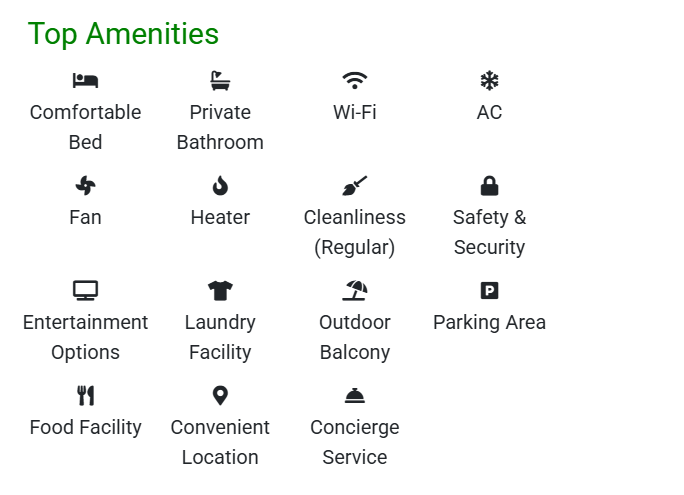 Top Amenities
Comfortable Bed
Private Bathroom
Wi-Fi
AC
Fan
Heater
Cleanliness (Regular)
Safety & Security
Entertainment Options
Laundry Facility
Outdoor Balcony
Parking Area
Food Facility
Convenient Location
Concierge Service